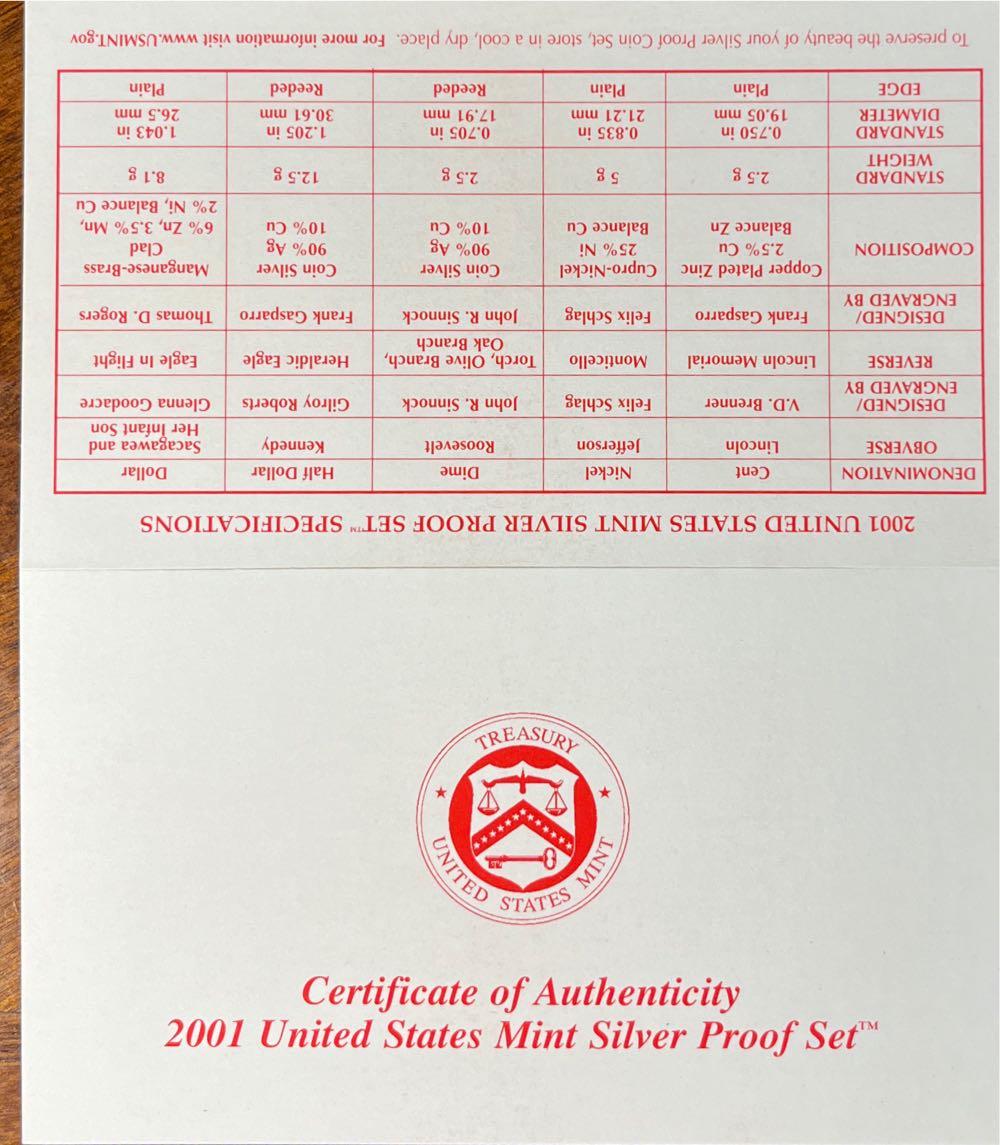 2001 UNITED STATES MINT SILVER PROOF SET™ SPECIFICATIONS
DENOMINATION Cent Nickel Dime Half Dollar Dollar
OBVERSE Lincoln Jefferson Roosevelt Kennedy Sacagawea and
Her Infant Son
DESIGNED/
ENGRAVED BY V.D. Brenner Felix Schlag John R. Sinnock Gilroy Roberts Glenna Goodacre
REVERSE Lincoln Memorial Monticello Torch, Olive Branch,
Oak Branch Heraldic Eagle Eagle In Flight
DESIGNED/
ENGRAVED BY Frank Gasparro Felix Schlag John R. Sinnock Frank Gasparro Thomas D. Rogers
COMPOSITION Copper Plated Zinc
2.5% Cu
Balance Zn Cupro-Nickel
25% Ni
Balance Cu Coin Silver
90% Ag
10% Cu Coin Silver
90% Ag
10% Cu Manganese-Brass
Clad
6% Zn, 3.5% Mn,
2% Ni, Balance Cu
STANDARD
WEIGHT 2.5 g 5 g 2.5 g 12.5 g 8.1 g
STANDARD
DIAMETER 0.750 in
19.05 mm 0.835 in
21.21 mm 0.705 in
17.91 mm 1.205 in
30.61 mm 1.043 in
26.5 mm
EDGE Plain Plain Reeded Reeded Plain
To preserve the beauty of your Silver Proof Coin Set, store in a cool, dry place. For more information visit www.USMINT.gov
TREASURY
UNITED STATES MINT
Certificate of Authenticity
2001 United States Mint Silver Proof Set™